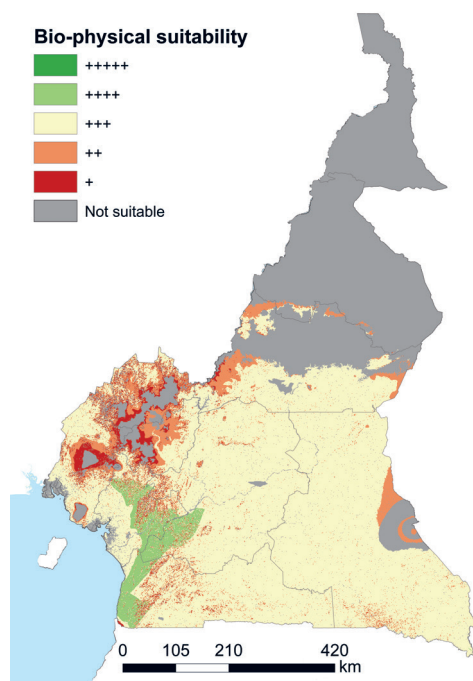 Bio-physical suitability
+++++
++++
+++
++
+
Not suitable
0 105 210 420
km